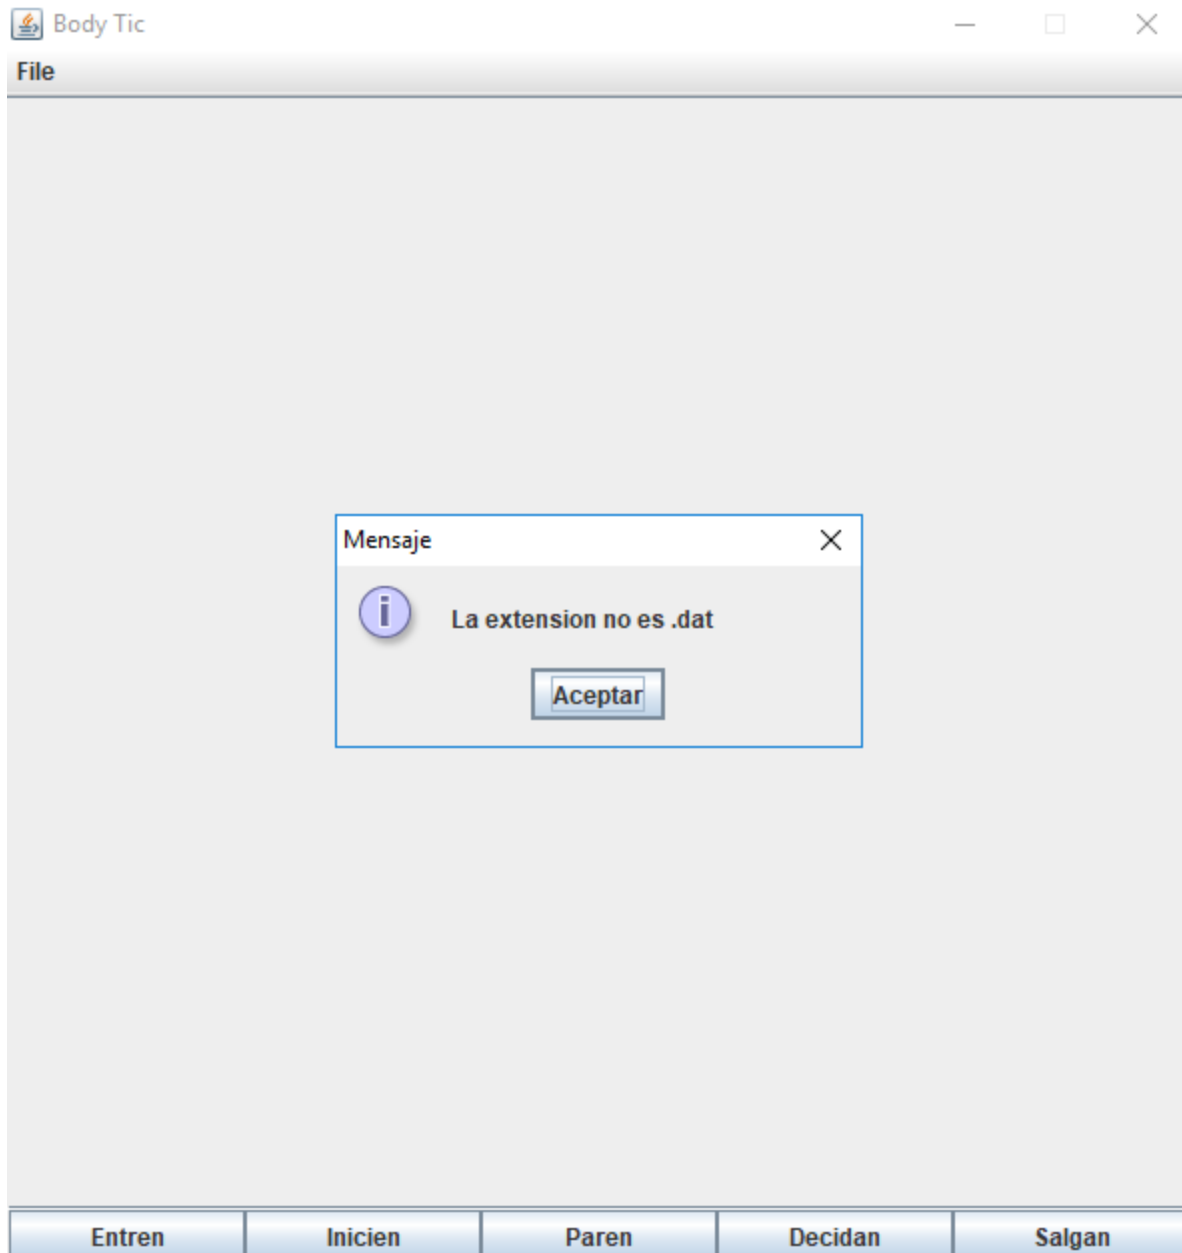 Body Tic
File
Mensaje
i
La extension no es .dat
Aceptar
Entren Inicien Paren Decidan Salgan